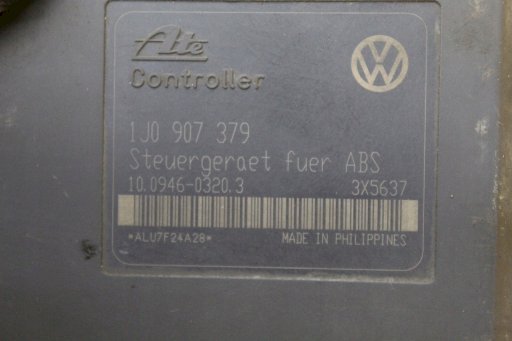 Ate
Controller
1J0 907 379
Steuergeraet fuer ABS
10.0946-0320.3 3X5637
*ALU7F24A28*
MADE IN PHILIPPINES